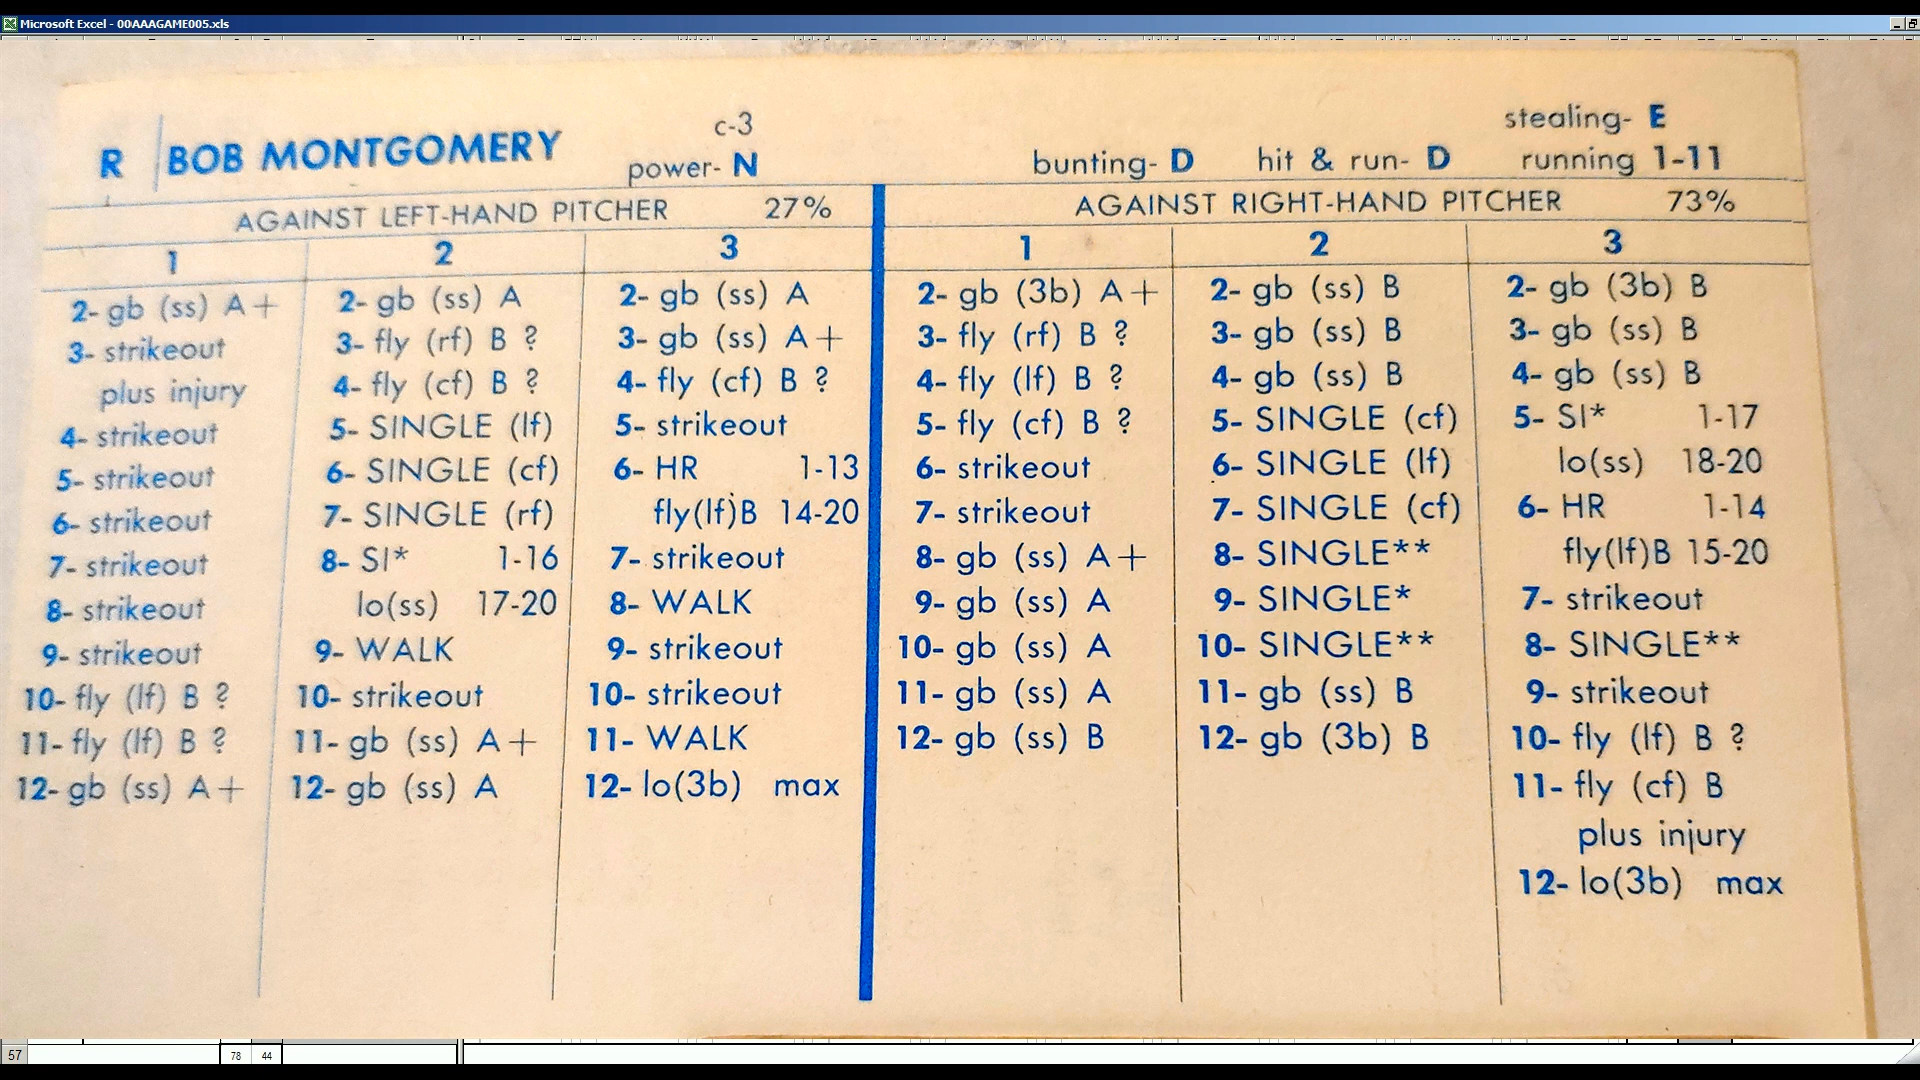 Microsoft Excel - 00AAAGAME005.xls
c-3
stealing- E
R BOB MONTGOMERY power- N bunting- D hit & run- D running 1-11
AGAINST LEFT-HAND PITCHER 27%
1
2- gb (ss) A+
3- strikeout
plus injury
4- strikeout
5- strikeout
6- strikeout
7- strikeout
8- strikeout
9- strikeout
10- fly (lf) B ?
11- fly (lf) B ?
12- gb (ss) A+
2
2- gb (ss) A
3- fly (rf) B ?
4- fly (cf) B ?
5- SINGLE (lf)
6- SINGLE (cf)
7- SINGLE (rf)
8- SI* 1-16
lo(ss) 17-20
9- WALK
10- strikeout
11- gb (ss) A+
12- gb (ss) A
3
2- gb (ss) A
3- gb (ss) A+
4- fly (cf) B ?
5- strikeout
6- HR 1-13
fly(lf)B 14-20
7- strikeout
8- WALK
9- strikeout
10- strikeout
11- WALK
12- lo(3b) max
AGAINST RIGHT-HAND PITCHER 73%
1
2- gb (3b) A+
3- fly (rf) B ?
4- fly (lf) B ?
5- fly (cf) B ?
6- strikeout
7- strikeout
8- gb (ss) A+
9- gb (ss) A
10- gb (ss) A
11- gb (ss) A
12- gb (ss) B
2
2- gb (ss) B
3- gb (ss) B
4- gb (ss) B
5- SINGLE (cf)
6- SINGLE (lf)
7- SINGLE (cf)
8- SINGLE**
9- SINGLE*
10- SINGLE**
11- gb (ss) B
12- gb (3b) B
3
2- gb (3b) B
3- gb (ss) B
4- gb (ss) B
5- SI* 1-17
lo(ss) 18-20
6- HR 1-14
fly(lf)B 15-20
7- strikeout
8- SINGLE**
9- strikeout
10- fly (lf) B ?
11- fly (cf) B
plus injury
12- lo(3b) max
57 78 44